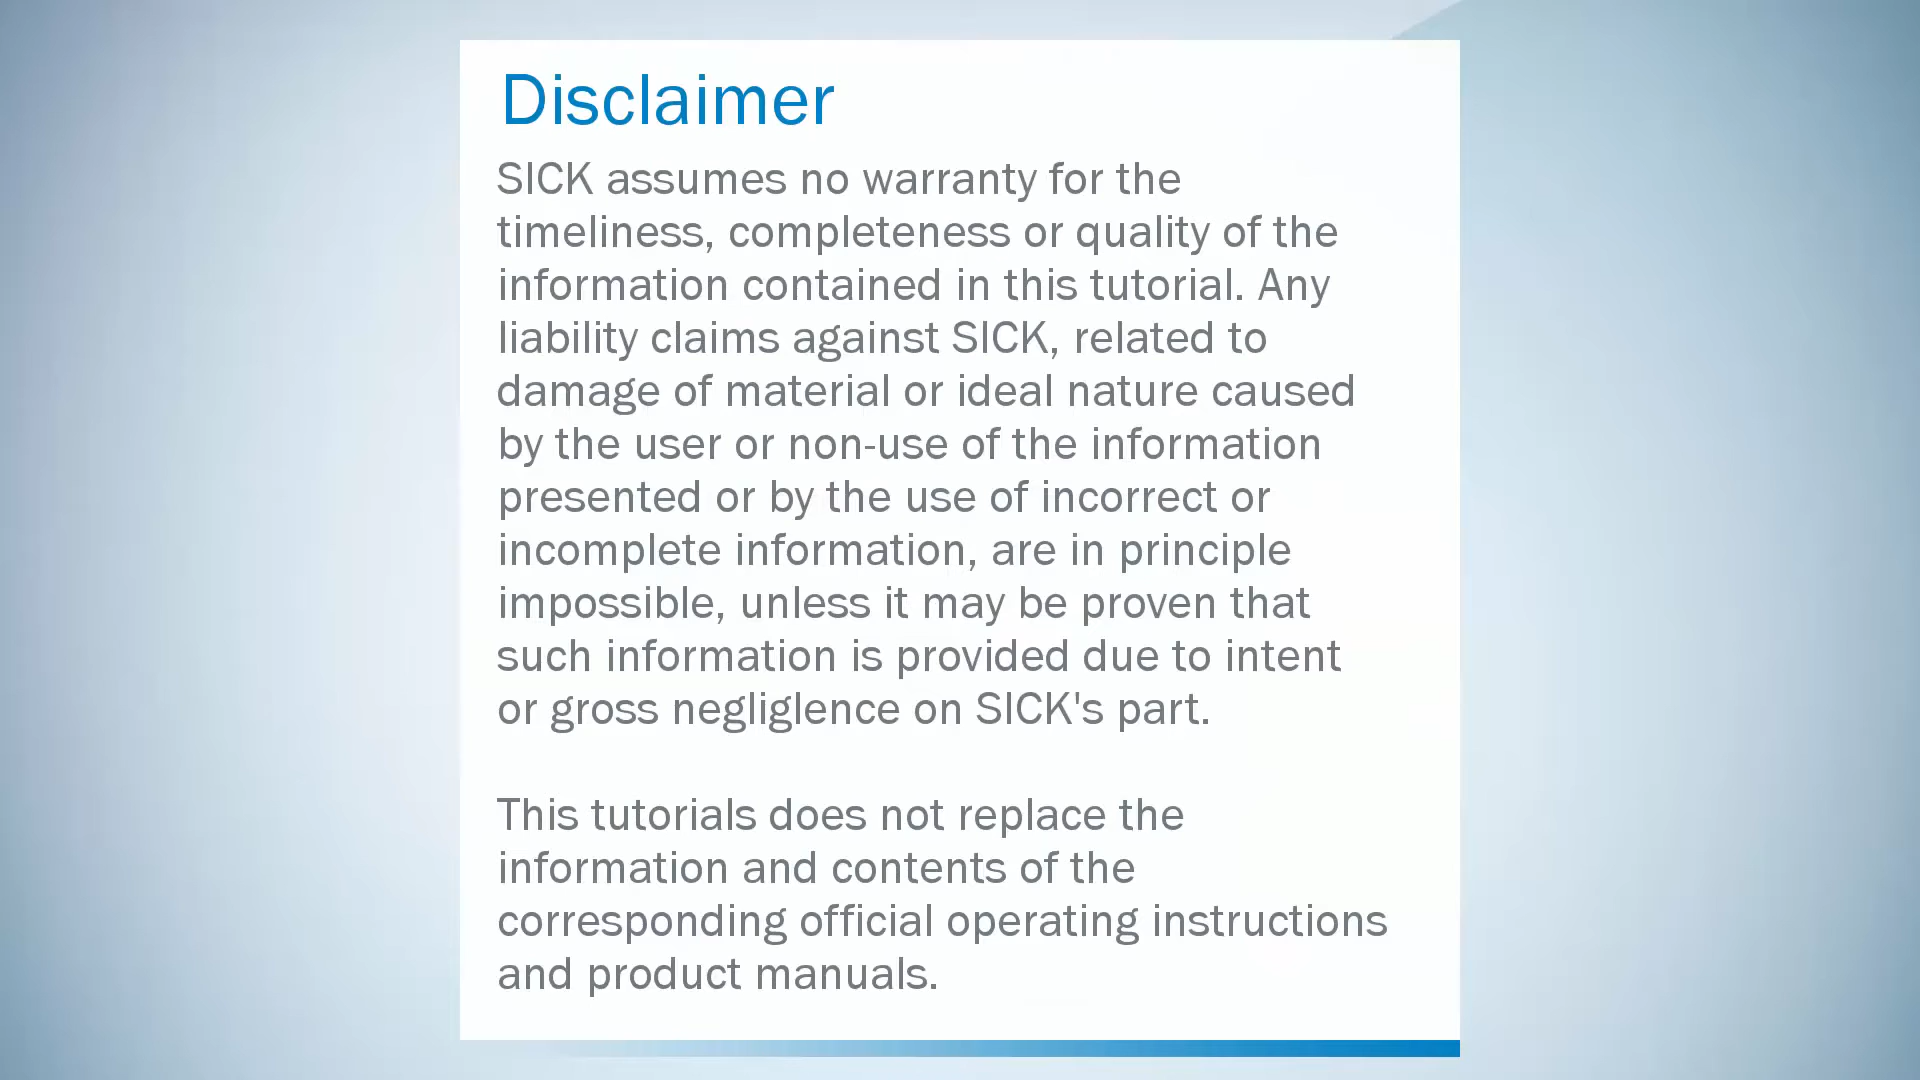 Disclaimer
SICK assumes no warranty for the
timeliness, completeness or quality of the
information contained in this tutorial. Any
liability claims against SICK, related to
damage of material or ideal nature caused
by the user or non-use of the information
presented or by the use of incorrect or
incomplete information, are in principle
impossible, unless it may be proven that
such information is provided due to intent
or gross negliglence on SICK's part.
This tutorials does not replace the
information and contents of the
corresponding official operating instructions
and product manuals.